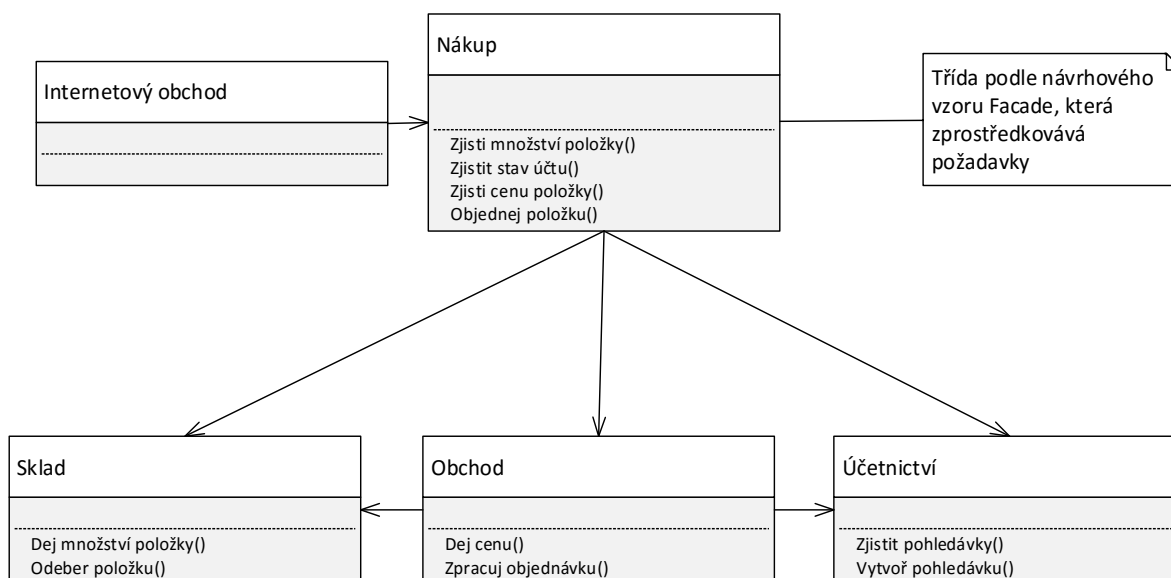 Internetový obchod
Nákup
Zjisti množství položky()
Zjistit stav účtu()
Zjisti cenu položky()
Objednej položku()
Třída podle návrhového
vzoru Facade, která
zprostředkovává
požadavky
Sklad
Dej množství položky()
Odeber položku()
Obchod
Dej cenu()
Zpracuj objednávku()
Účetnictví
Zjistit pohledávky()
Vytvoř pohledávku()